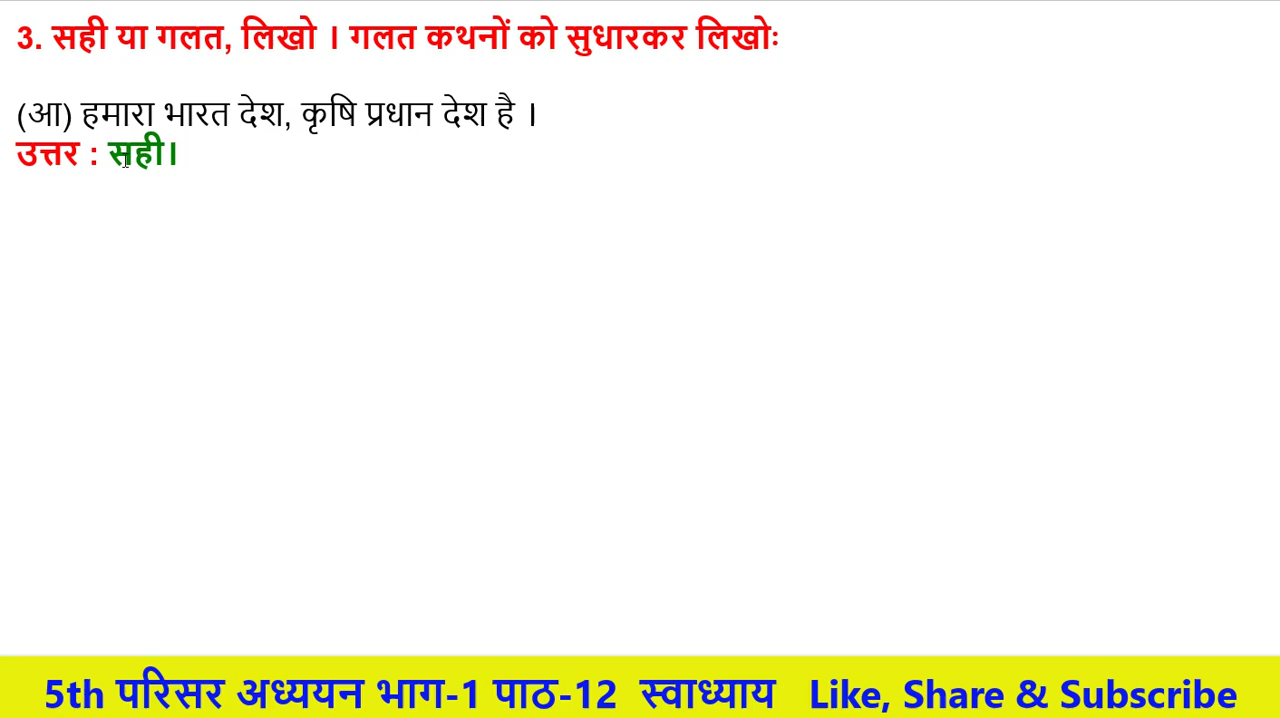 3. सही या गलत, लिखो । गलत कथनों को सुधारकर लिखोः
(आ) हमारा भारत देश, कृषि प्रधान देश है ।
उत्तर : सही।
5th परिसर अध्ययन भाग-1 पाठ-12 स्वाध्याय Like, Share & Subscribe